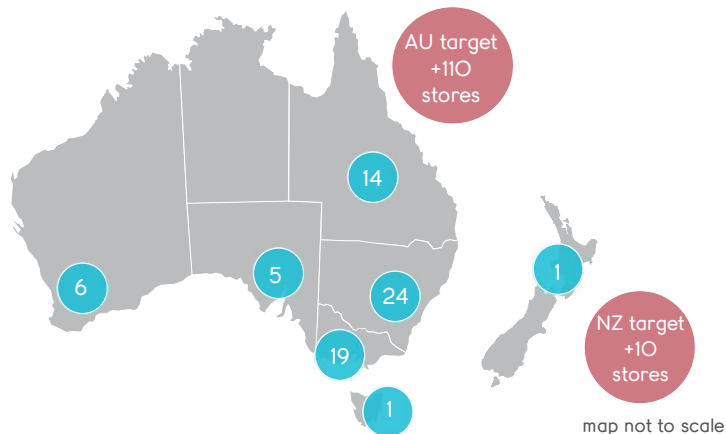 AU target
+110
stores
14
6
5
24
1
19
1
NZ target
+10
stores
map not to scale